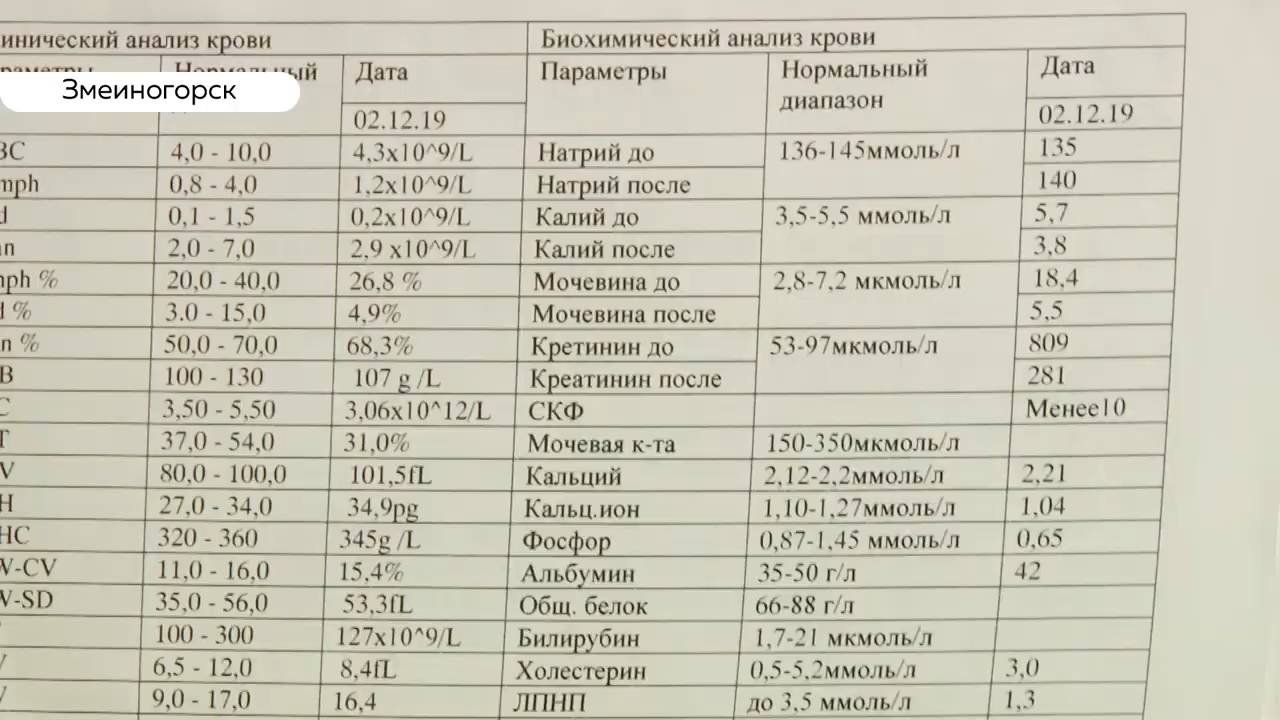 инический анализ крови Биохимический анализ крови
Дата Параметры Нормальный диапазон Дата
Змеиногорск
02.12.19 02.12.19
BC 4,0 - 10,0 4,3x10^9/L Натрий до 136-145ммоль/л 135
mph 0,8 - 4,0 1,2x10^9/L Натрий после 140
d 0,1 - 1,5 0,2x10^9/L Калий до 3,5-5,5 ммоль/л 5,7
an 2,0 - 7,0 2,9 x10^9/L Калий после 3,8
mph % 20,0 - 40,0 26,8 % Мочевина до 2,8-7,2 мкмоль/л 18,4
d % 3.0 - 15,0 4,9% Мочевина после 5,5
an % 50,0 - 70,0 68,3% Кретинин до 53-97мкмоль/л 809
B 100 - 130 107 g /L Креатинин после 281
C 3,50 - 5,50 3,06x10^12/L СКФ Менее10
T 37,0 - 54,0 31,0% Мочевая к-та 150-350мкмоль/л
V 80,0 - 100,0 101,5fL Кальций 2,12-2,2ммоль/л 2,21
H 27,0 - 34,0 34,9pg Кальц.ион 1,10-1,27ммоль/л 1,04
HC 320 - 360 345g /L Фосфор 0,87-1,45 ммоль/л 0,65
W-CV 11,0 - 16,0 15,4% Альбумин 35-50 г/л 42
W-SD 35,0 - 56,0 53,3fL Общ. белок 66-88 г/л
100 - 300 127x10^9/L Билирубин 1,7-21 мкмоль/л
V 6,5 - 12,0 8,4fL Холестерин 0,5-5,2ммоль/л 3,0
9,0 - 17,0 16,4 ЛПНП до 3,5 ммоль/л 1,3